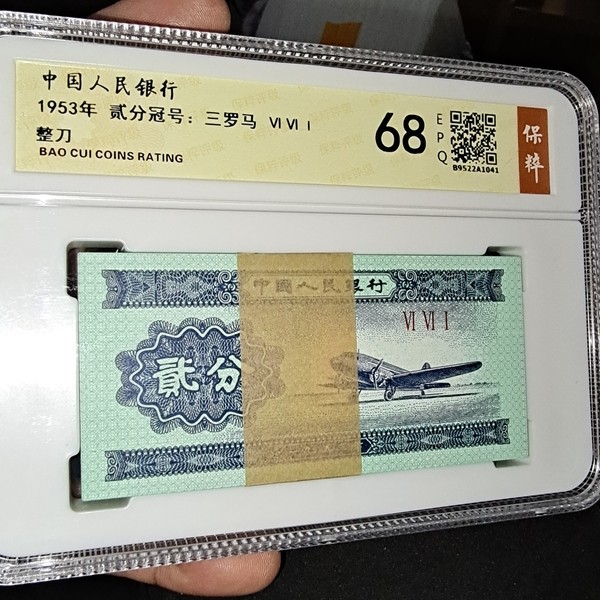 中国人民银行
1953年 贰分冠号：三罗马 VI VI I
整刀
BAO CUI COINS RATING
68
EPQ
B9522A1041
保粹
中國人民銀行
VI VI I
貳分